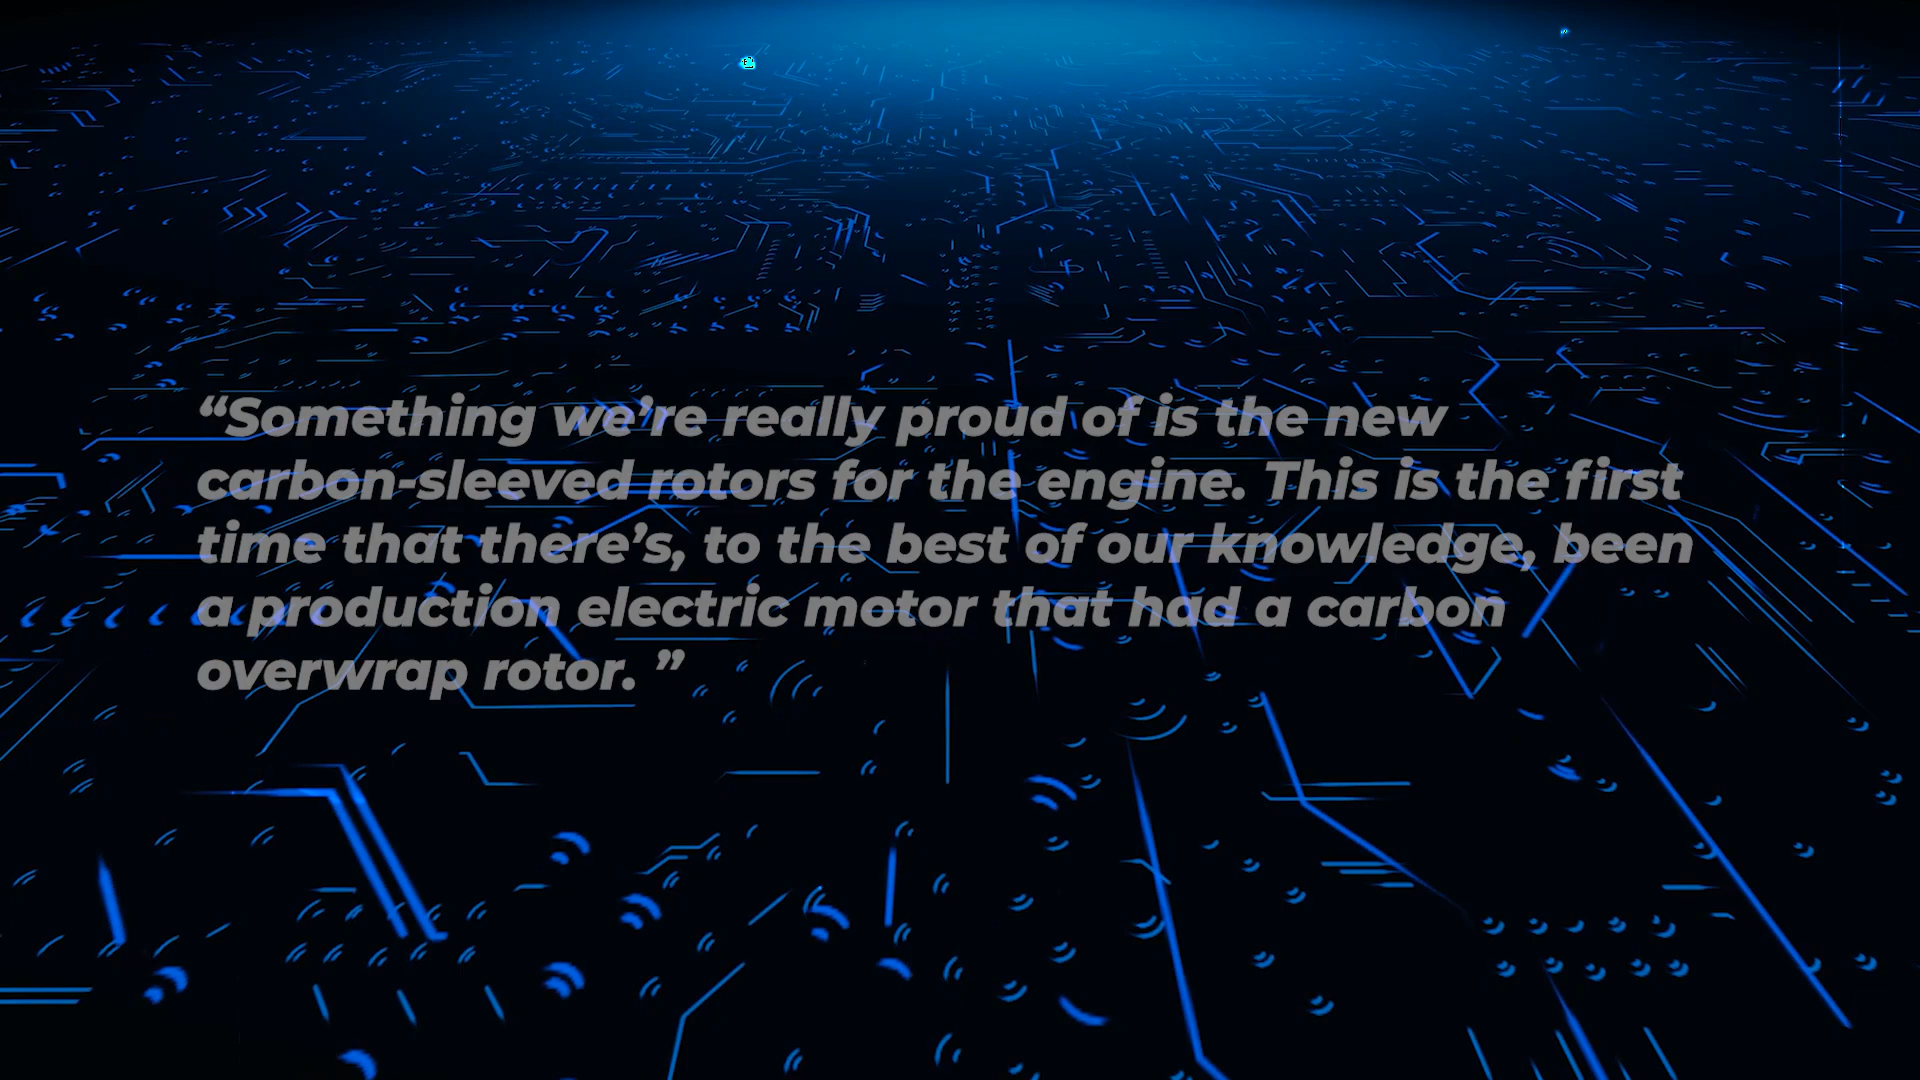 “Something we’re really proud of is the new
carbon-sleeved rotors for the engine. This is the first
time that there’s, to the best of our knowledge, been
a production electric motor that had a carbon
overwrap rotor. ”